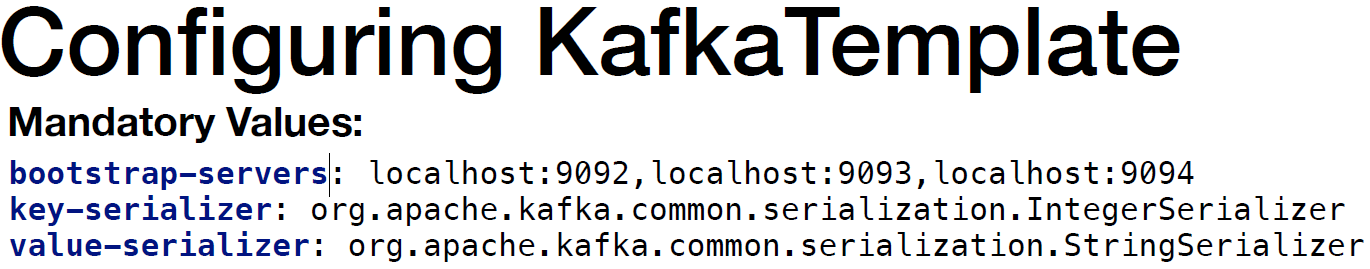 Configuring KafkaTemplate
Mandatory Values:
bootstrap-servers: localhost:9092,localhost:9093,localhost:9094
key-serializer: org.apache.kafka.common.serialization.IntegerSerializer
value-serializer: org.apache.kafka.common.serialization.StringSerializer